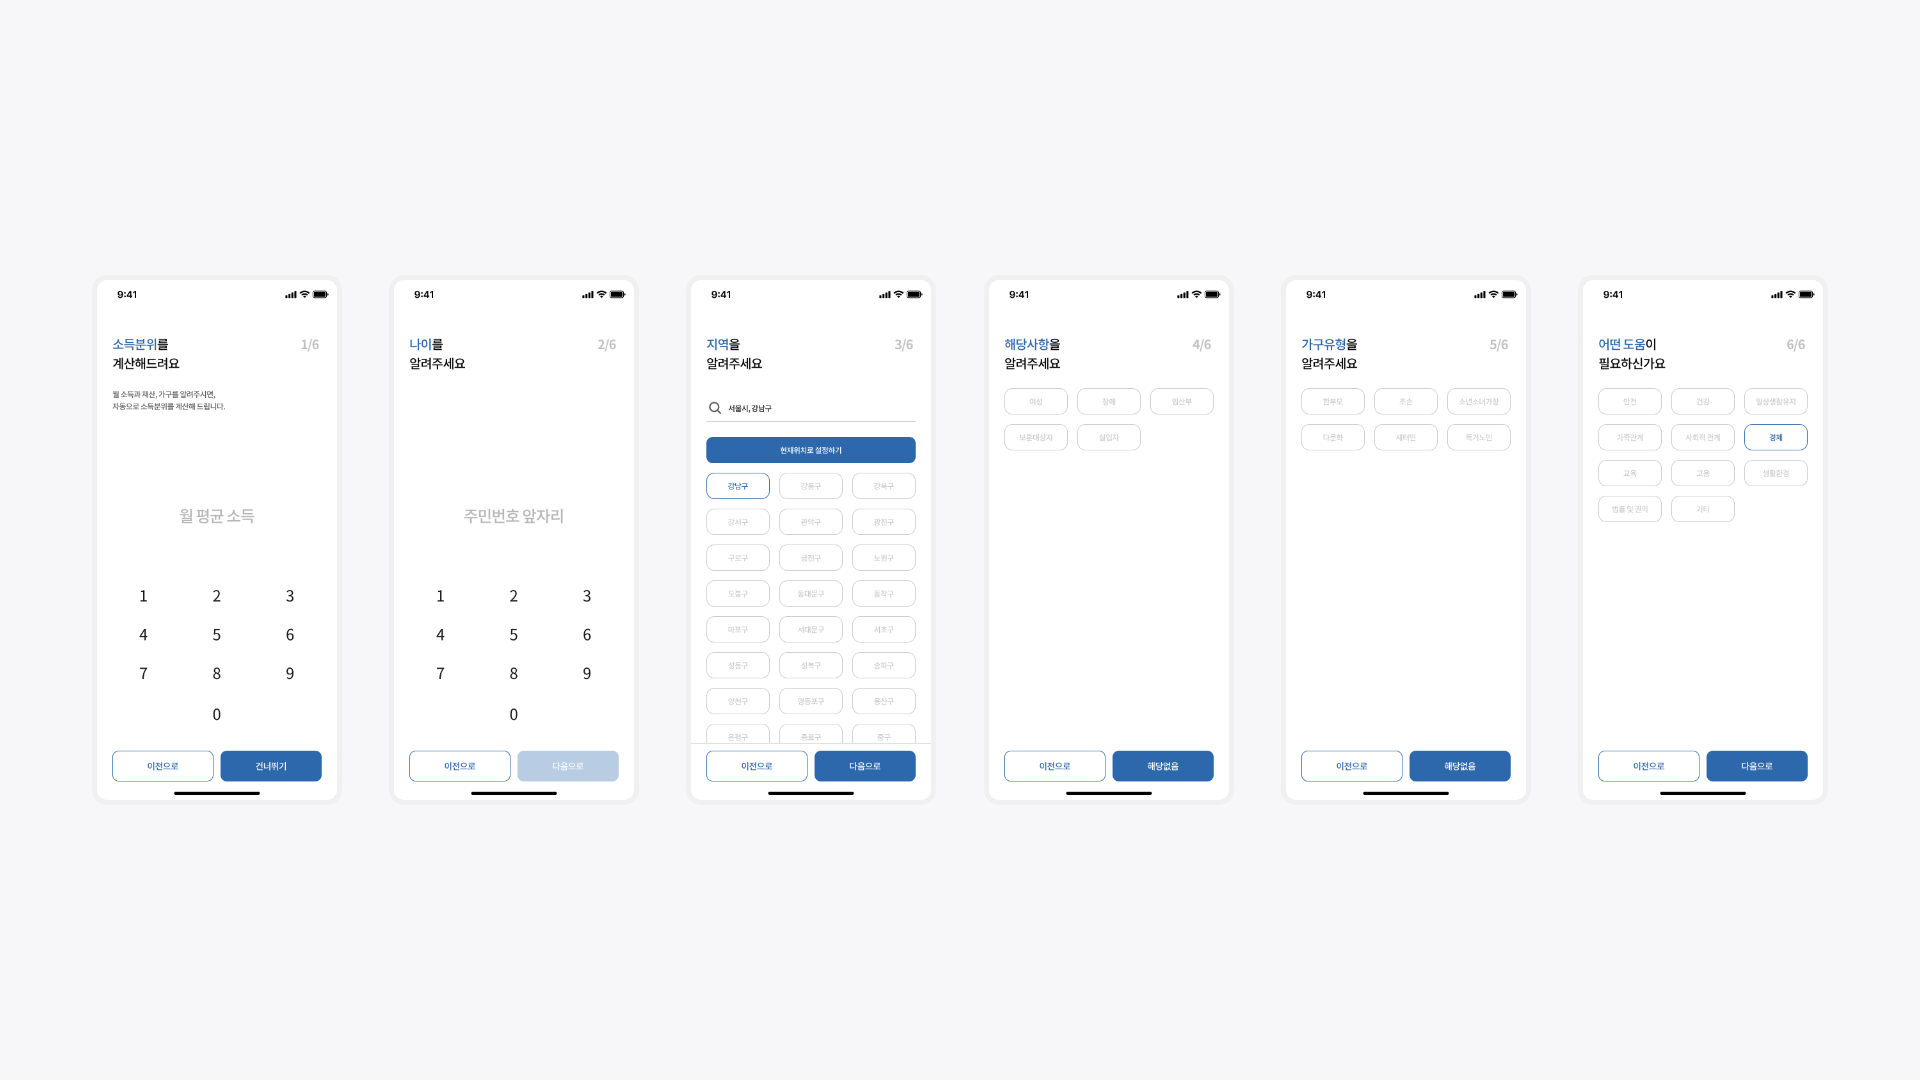 9:41
소득분위를
계산해드려요
1/6
월 소득과 재산, 가구를 알려주시면,
자동으로 소득분위를 계산해 드립니다.
월 평균 소득
1 2 3
4 5 6
7 8 9
0
이전으로 건너뛰기
9:41
나이를
알려주세요
2/6
주민번호 앞자리
1 2 3
4 5 6
7 8 9
0
이전으로 다음으로
9:41
지역을
알려주세요
3/6
서울시, 강남구
현재위치로 설정하기
강남구 강동구 강북구
강서구 관악구 광진구
구로구 금천구 노원구
도봉구 동대문구 동작구
마포구 서대문구 서초구
성동구 성북구 송파구
양천구 영등포구 용산구
은평구 종로구 중구
이전으로 다음으로
9:41
해당사항을
알려주세요
4/6
여성 장애 임산부
보훈대상자 실업자
이전으로 해당없음
9:41
가구유형을
알려주세요
5/6
한부모 조손 소년소녀가장
다문화 새터민 독거노인
이전으로 해당없음
9:41
어떤 도움이
필요하신가요
6/6
안전 건강 일상생활유지
가족관계 사회적 관계 경제
교육 고용 생활환경
법률 및 권익 기타
이전으로 다음으로